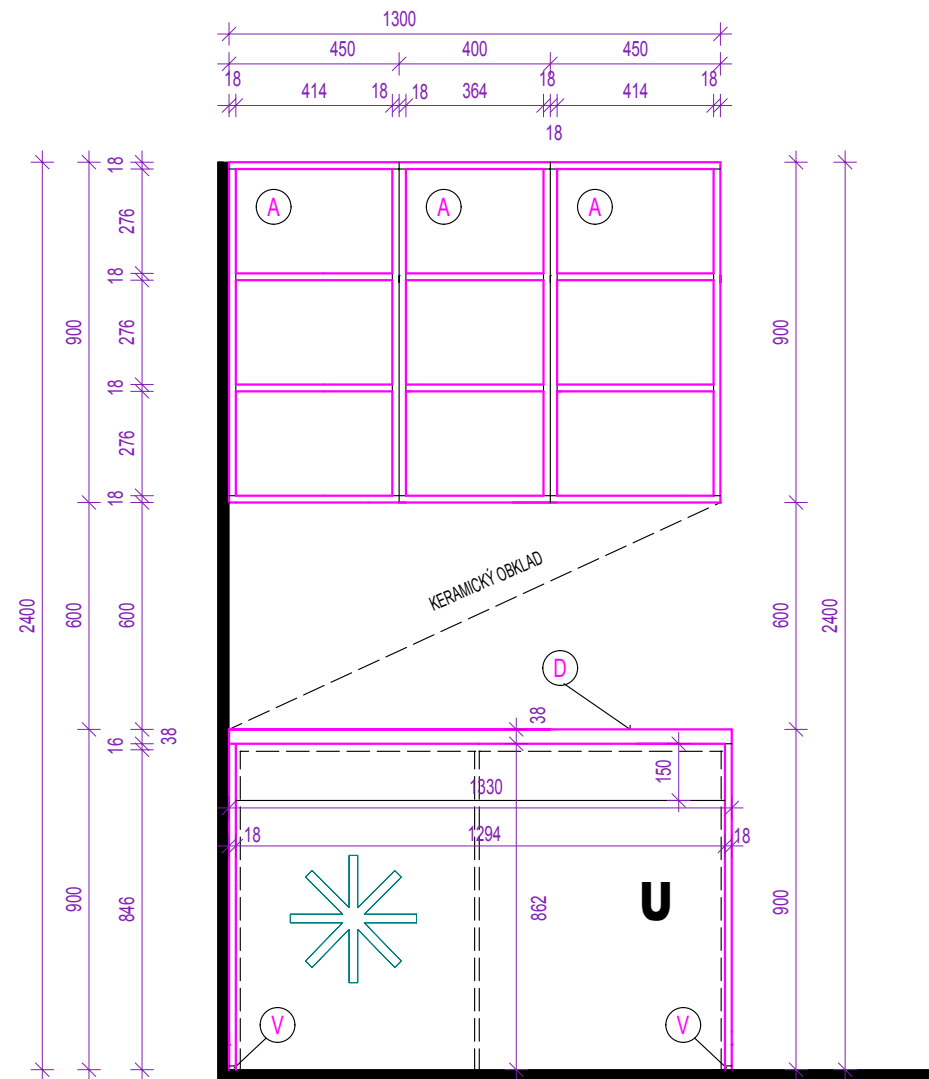 1300
450 400 450
18 18 18
414 18 18 364 414
18
18
A A A
276
18
900 276 900
18
276
18
KERAMICKÝ OBKLAD
2400 600 600 600 2400
D
38
38
16
150
1330
18 1294 18
900 846 862 U 900
V V